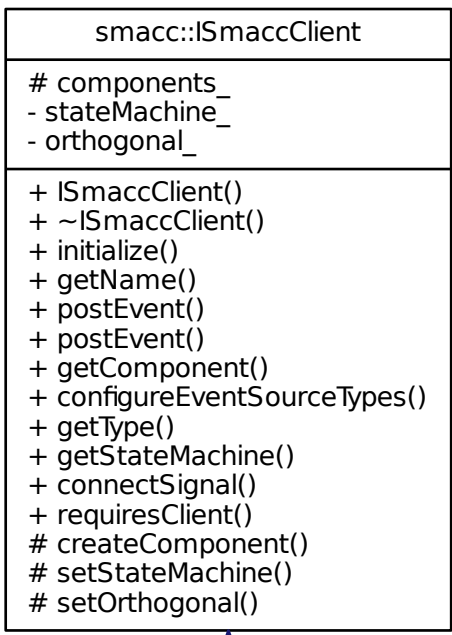 smacc::ISmaccClient
# components_
- stateMachine_
- orthogonal_
+ ISmaccClient()
+ ~ISmaccClient()
+ initialize()
+ getName()
+ postEvent()
+ postEvent()
+ getComponent()
+ configureEventSourceTypes()
+ getType()
+ getStateMachine()
+ connectSignal()
+ requiresClient()
# createComponent()
# setStateMachine()
# setOrthogonal()